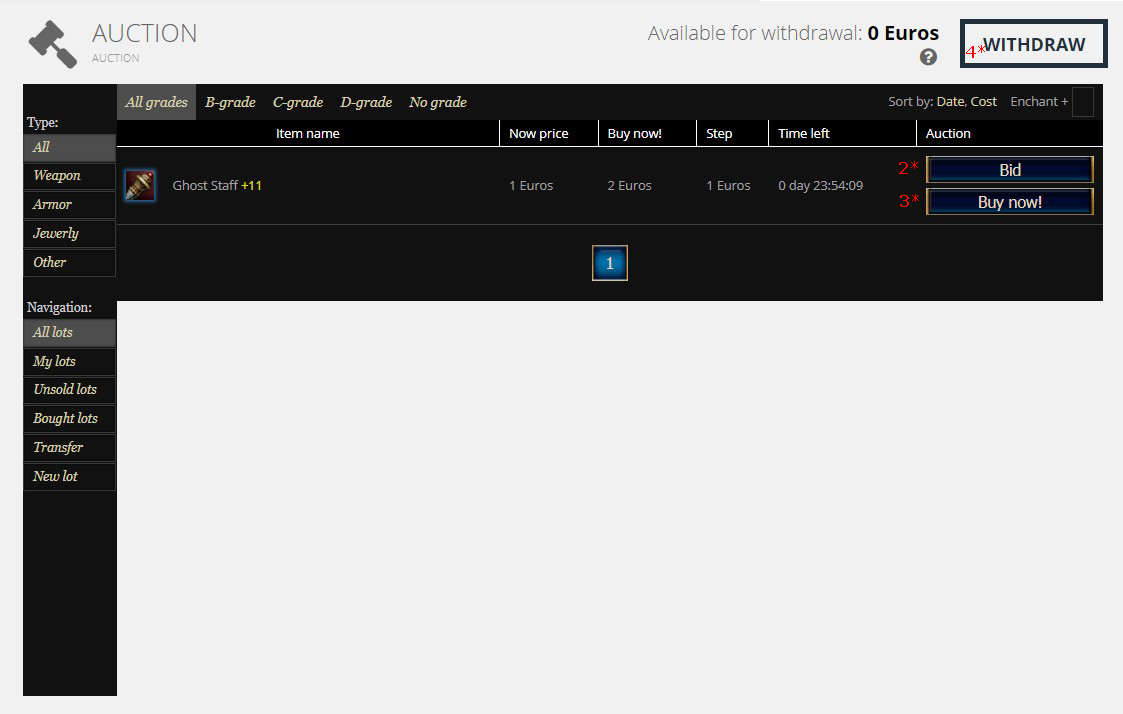 AUCTION
AUCTION
Available for withdrawal: 0 Euros
?
4*
WITHDRAW
Type:
All
Weapon
Armor
Jewerly
Other
Navigation:
All lots
My lots
Unsold lots
Bought lots
Transfer
New lot
All grades B-grade C-grade D-grade No grade Sort by: Date, Cost Enchant +
Item name Now price Buy now! Step Time left Auction
Ghost Staff +11 1 Euros 2 Euros 1 Euros 0 day 23:54:09
2* Bid
3* Buy now!
1